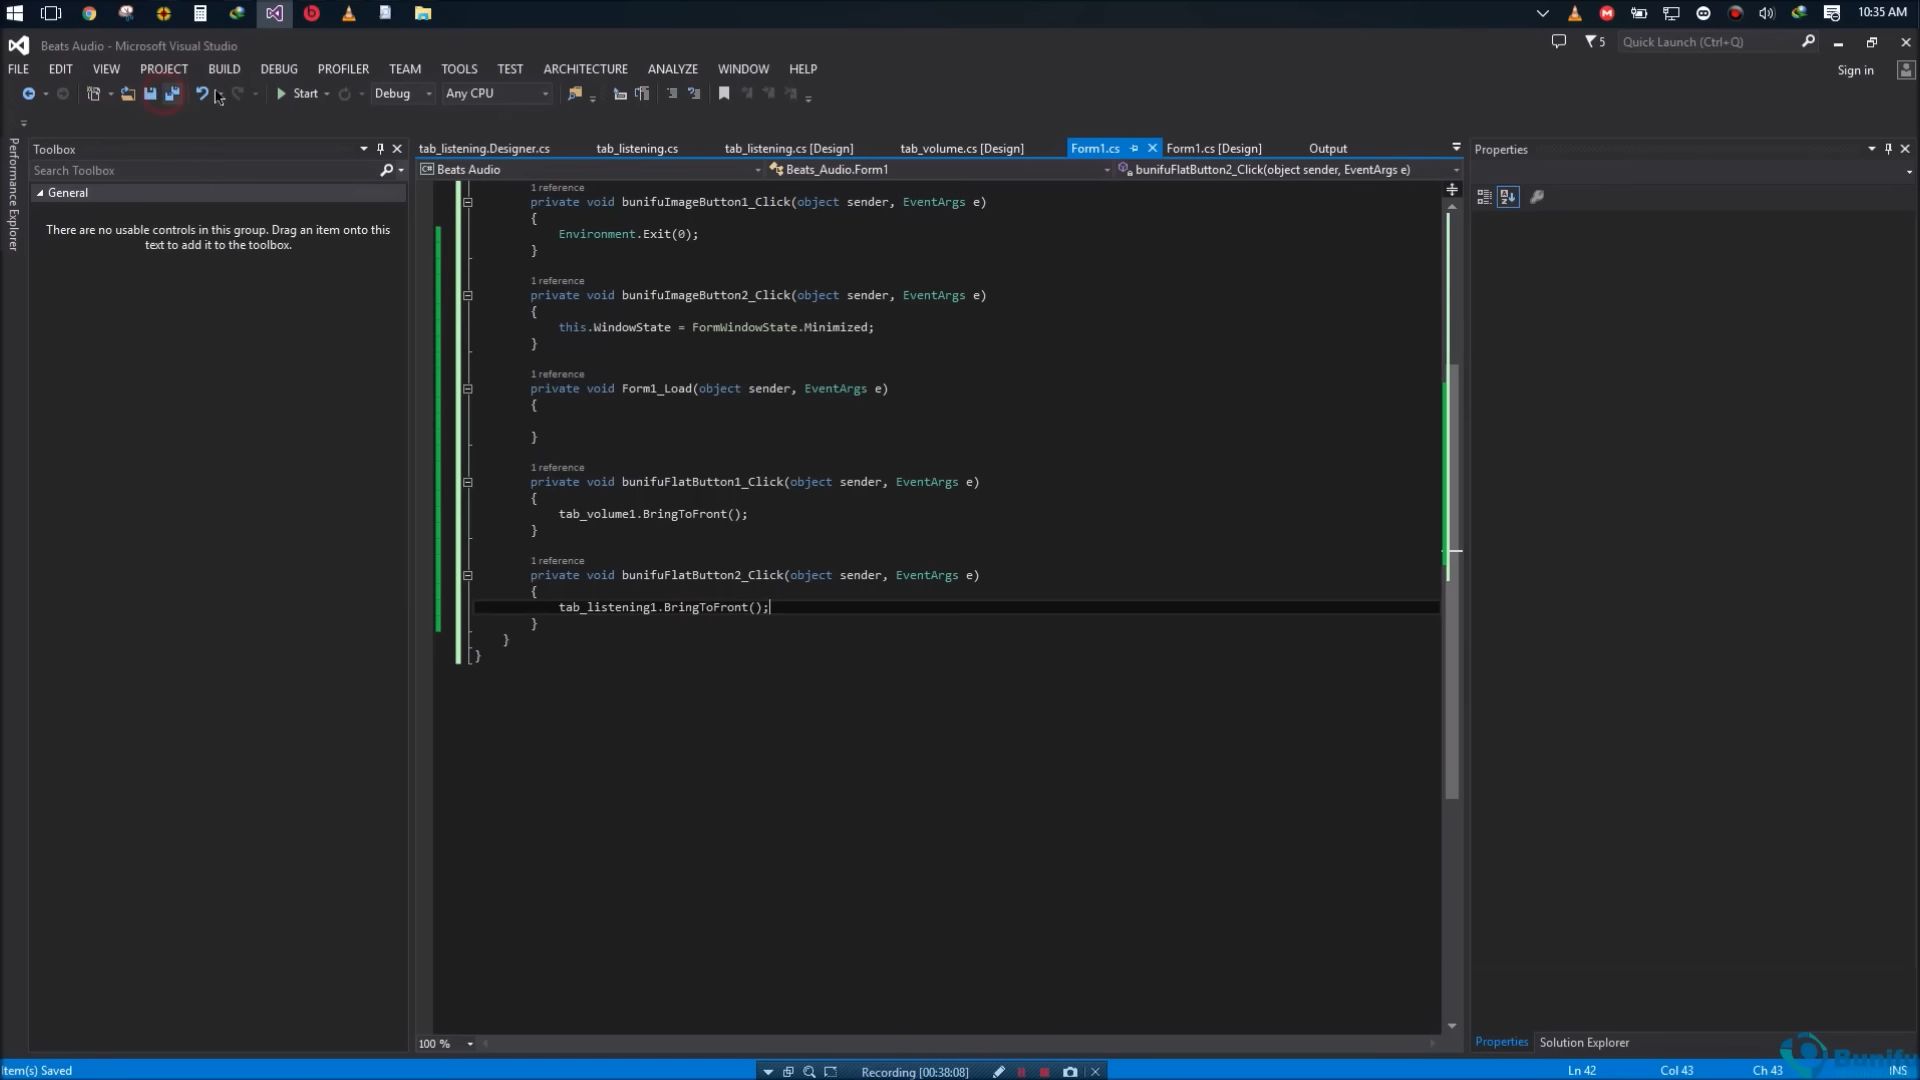 10:35 AM
Beats Audio - Microsoft Visual Studio
5
Quick Launch (Ctrl+Q)
FILE EDIT VIEW PROJECT BUILD DEBUG PROFILER TEAM TOOLS TEST ARCHITECTURE ANALYZE WINDOW HELP
Sign in
Start Debug Any CPU
Performance Explorer
Toolbox
Search Toolbox
General
There are no usable controls in this group. Drag an item onto this
text to add it to the toolbox.
tab_listening.Designer.cs tab_listening.cs tab_listening.cs [Design] tab_volume.cs [Design] Form1.cs Form1.cs [Design] Output
Beats Audio Beats_Audio.Form1 bunifuFlatButton2_Click(object sender, EventArgs e)
1 reference
private void bunifuImageButton1_Click(object sender, EventArgs e)
{
Environment.Exit(0);
}
1 reference
private void bunifuImageButton2_Click(object sender, EventArgs e)
{
this.WindowState = FormWindowState.Minimized;
}
1 reference
private void Form1_Load(object sender, EventArgs e)
{
}
1 reference
private void bunifuFlatButton1_Click(object sender, EventArgs e)
{
tab_volume1.BringToFront();
}
1 reference
private void bunifuFlatButton2_Click(object sender, EventArgs e)
{
tab_listening1.BringToFront();
}
}
}
100 %
Properties
Properties Solution Explorer
Item(s) Saved
Recording [00:38:08]
Ln 42 Col 43 Ch 43 INS